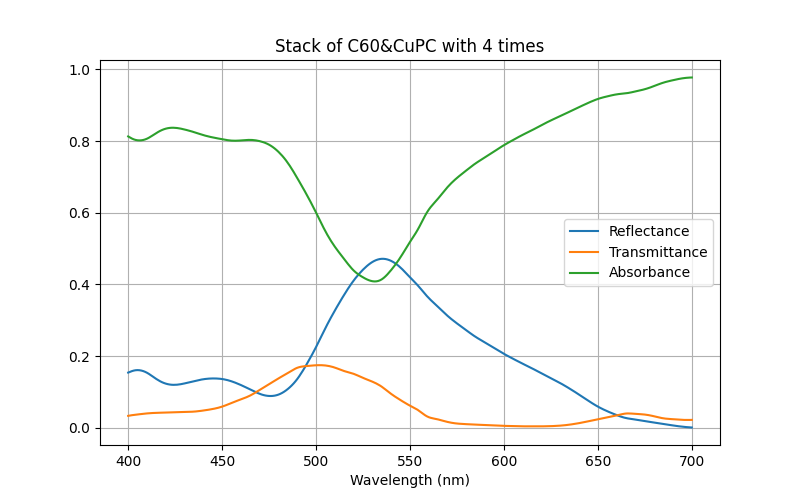 Stack of C60&CuPC with 4 times
1.0
0.8
0.6
0.4
0.2
0.0
Reflectance
Transmittance
Absorbance
400 450 500 550 600 650 700
Wavelength (nm)